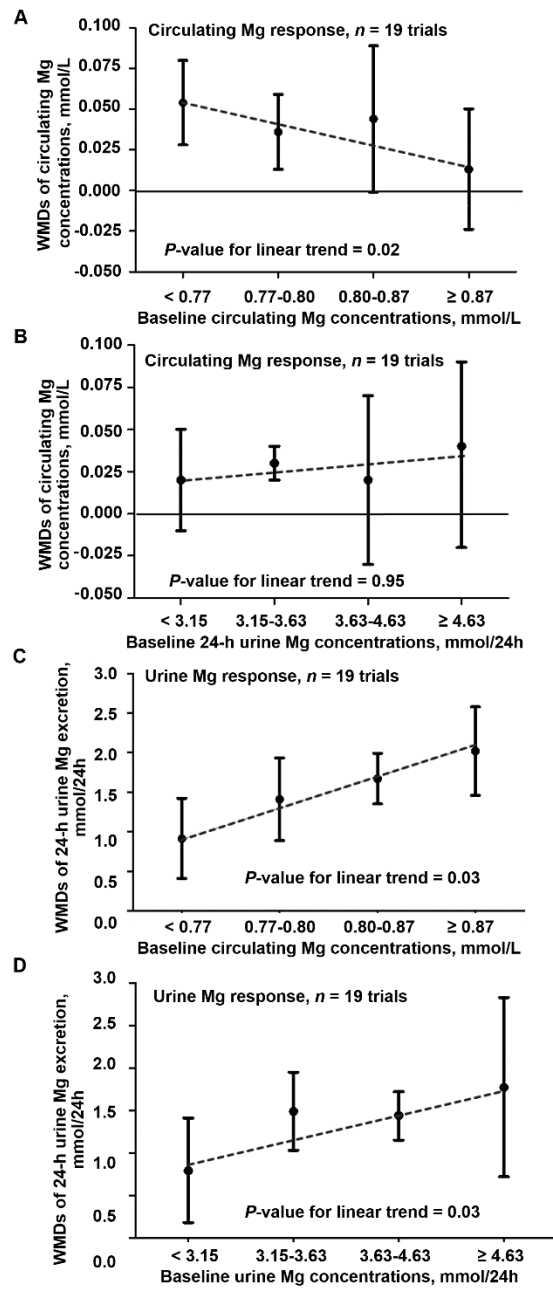 A
WMDs of circulating Mg
concentrations, mmol/L
0.100
0.075
0.050
0.025
0.000
-0.025
-0.050
Circulating Mg response, n = 19 trials
P-value for linear trend = 0.02
< 0.77 0.77-0.80 0.80-0.87 ≥ 0.87
Baseline circulating Mg concentrations, mmol/L
B
WMDs of circulating Mg
concentrations, mmol/L
0.100
0.075
0.050
0.025
0.000
-0.025
-0.050
Circulating Mg response, n = 19 trials
P-value for linear trend = 0.95
< 3.15 3.15-3.63 3.63-4.63 ≥ 4.63
Baseline 24-h urine Mg concentrations, mmol/24h
C
WMDs of 24-h urine Mg excretion,
mmol/24h
3.0
2.5
2.0
1.5
1.0
0.5
0.0
Urine Mg response, n = 19 trials
P-value for linear trend = 0.03
< 0.77 0.77-0.80 0.80-0.87 ≥ 0.87
Baseline circulating Mg concentrations, mmol/L
D
WMDs of 24-h urine Mg excretion,
mmol/24h
3.0
2.5
2.0
1.5
1.0
0.5
0.0
Urine Mg response, n = 19 trials
P-value for linear trend = 0.03
< 3.15 3.15-3.63 3.63-4.63 ≥ 4.63
Baseline urine Mg concentrations, mmol/24h